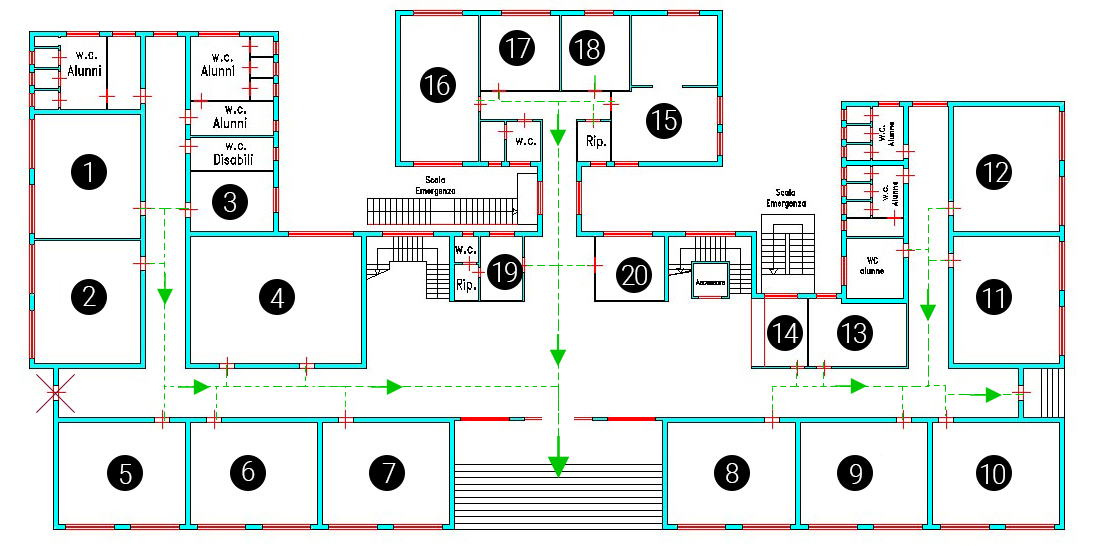 w.c.
Alunni
w.c.
Alunni
w.c.
Alunni
w.c.
Disabili
1
2
3
4
5
6
7
16
17
18
15
w.c.
Rip.
Scala
Emergenza
w.c.
Rip.
19
20
Ascensore
Scala
Emergenza
w.c.
Alunne
w.c.
Alunne
WC
alunne
12
11
14
13
8
9
10